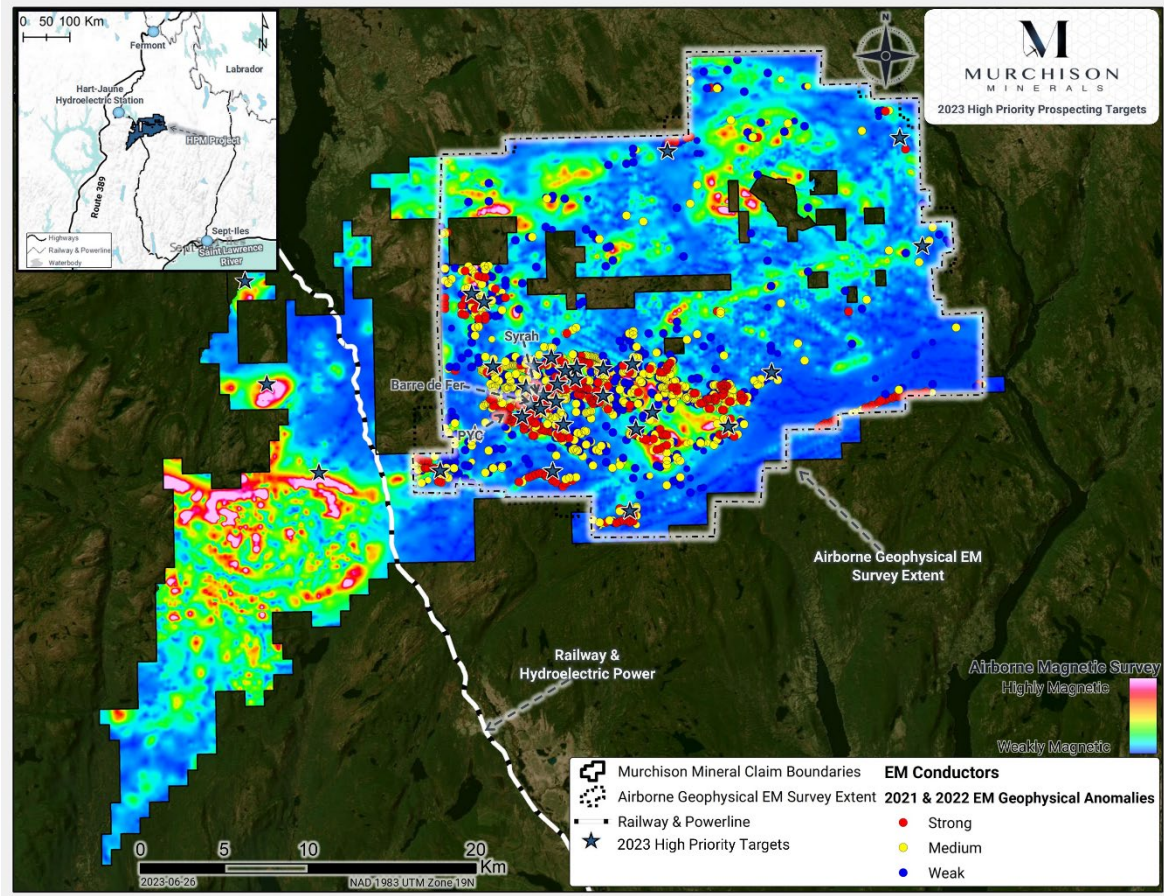 0 50 100 Km
N
Fermont
Labrador
Hart-Jaune
Hydroelectric Station
HPM Project
Route 389
Sept-Iles
Saint Lawrence
River
Highways
Railway & Powerline
Waterbody
N
M
MURCHISON
MINERALS
2023 High Priority Prospecting Targets
Syrah
Barre de Fer
PYC
Airborne Geophysical EM
Survey Extent
Railway &
Hydroelectric Power
Airborne Magnetic Survey
Highly Magnetic
Weakly Magnetic
Murchison Mineral Claim Boundaries
Airborne Geophysical EM Survey Extent
Railway & Powerline
2023 High Priority Targets
EM Conductors
2021 & 2022 EM Geophysical Anomalies
Strong
Medium
Weak
0 5 10 20
Km
2023-06-26
NAD 1983 UTM Zone 19N